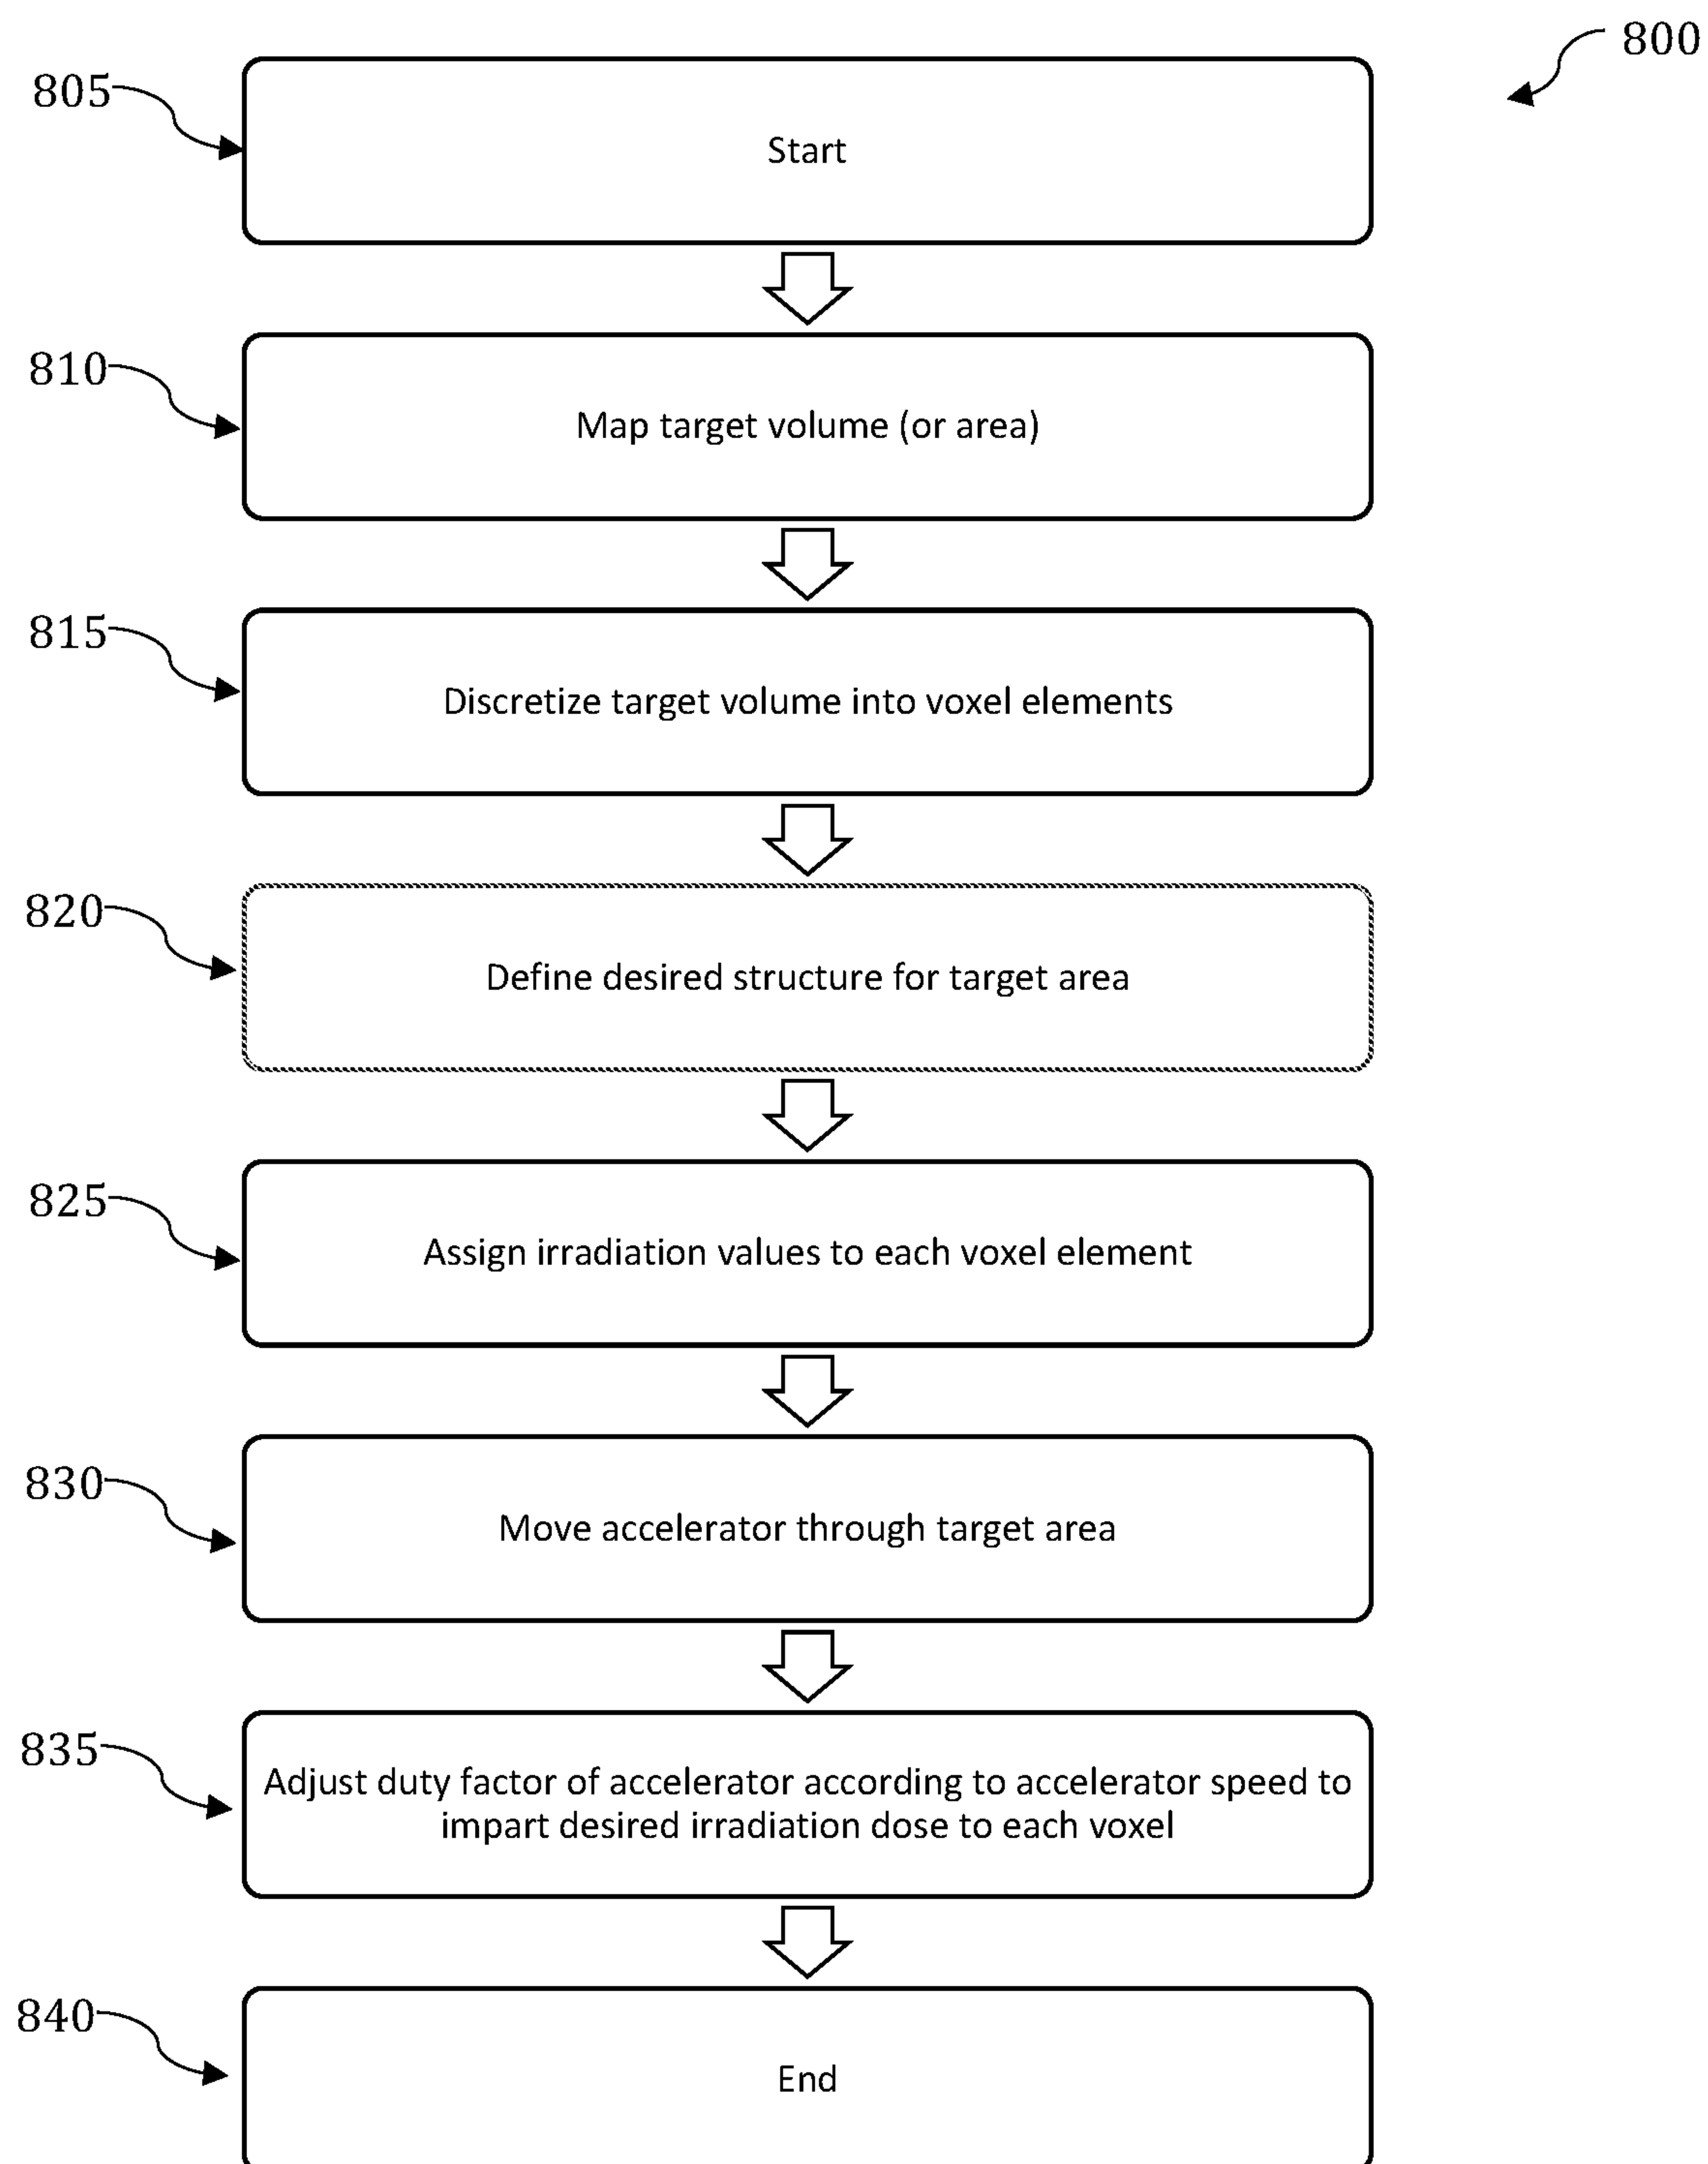 800
805
Start
810
Map target volume (or area)
815
Discretize target volume into voxel elements
820
Define desired structure for target area
825
Assign irradiation values to each voxel element
830
Move accelerator through target area
835
Adjust duty factor of accelerator according to accelerator speed to
impart desired irradiation dose to each voxel
840
End